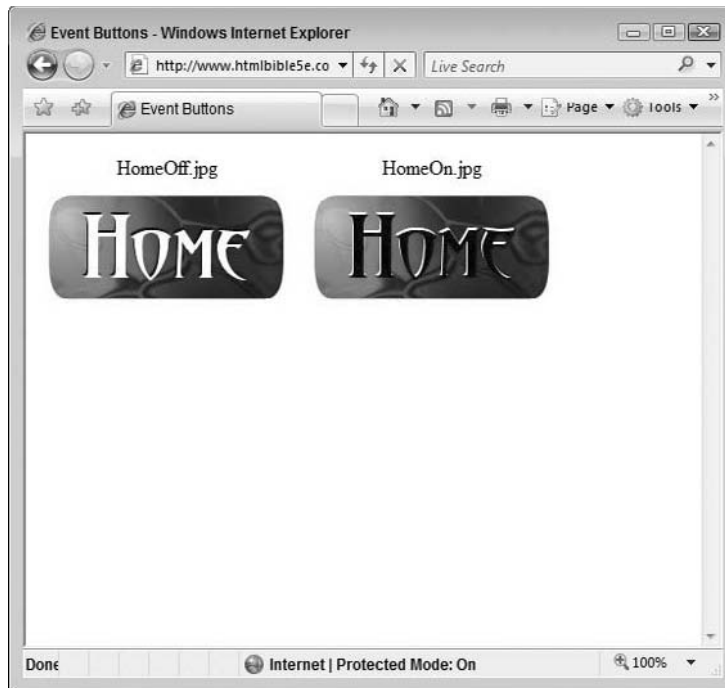 Event Buttons - Windows Internet Explorer
http://www.htmlbible5e.co
Live Search
Event Buttons
Page
Tools
HomeOff.jpg
HomeOn.jpg
HOME
HOME
Done
Internet | Protected Mode: On
100%